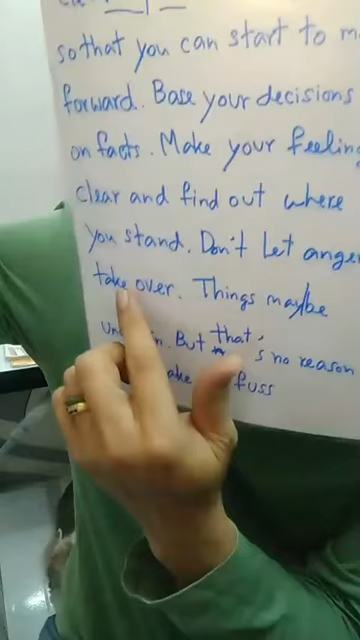 so that you can start to m
forward. Base your decisions
on facts. Make your feeling
clear and find out where
you stand. Don't let anger
take over. Things maybe
But that's no reason
fuss